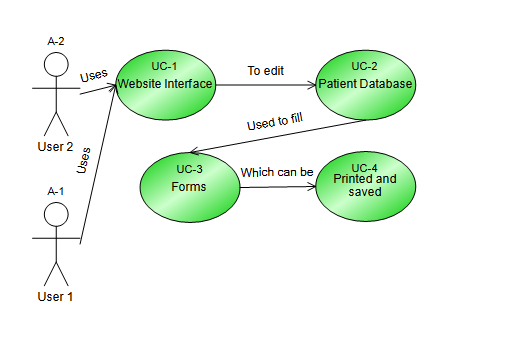 A-2
User 2
Uses
UC-1
Website Interface
To edit
UC-2
Patient Database
Used to fill
Uses
UC-3
Forms
Which can be
UC-4
Printed and
saved
A-1
User 1